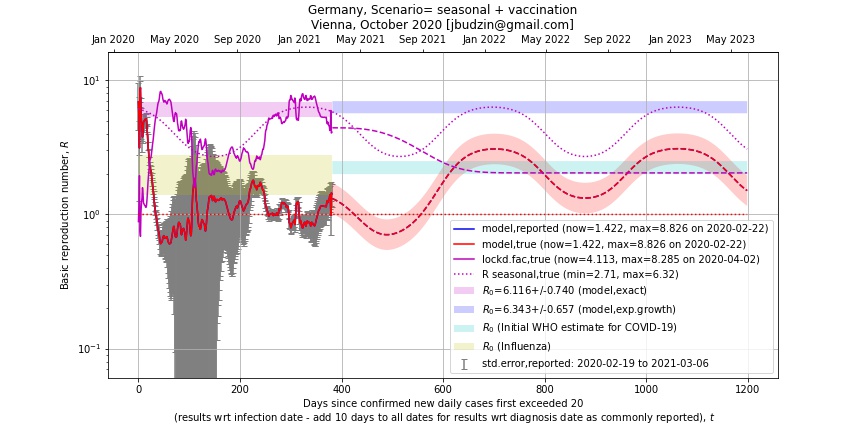 Germany, Scenario= seasonal + vaccination
Vienna, October 2020 [jbudzin@gmail.com]
Jan 2020 May 2020 Sep 2020 Jan 2021 May 2021 Sep 2021 Jan 2022 May 2022 Sep 2022 Jan 2023 May 2023
Basic reproduction number, R
10¹
10⁰
10⁻¹
model,reported (now=1.422, max=8.826 on 2020-02-22)
model,true (now=1.422, max=8.826 on 2020-02-22)
lockd.fac,true (now=4.113, max=8.285 on 2020-04-02)
R seasonal,true (min=2.71, max=6.32)
R₀=6.116+/-0.740 (model,exact)
R₀=6.343+/-0.657 (model,exp.growth)
R₀ (Initial WHO estimate for COVID-19)
R₀ (Influenza)
std.error,reported: 2020-02-19 to 2021-03-06
0 200 400 600 800 1000 1200
Days since confirmed new daily cases first exceeded 20
(results wrt infection date - add 10 days to all dates for results wrt diagnosis date as commonly reported), t